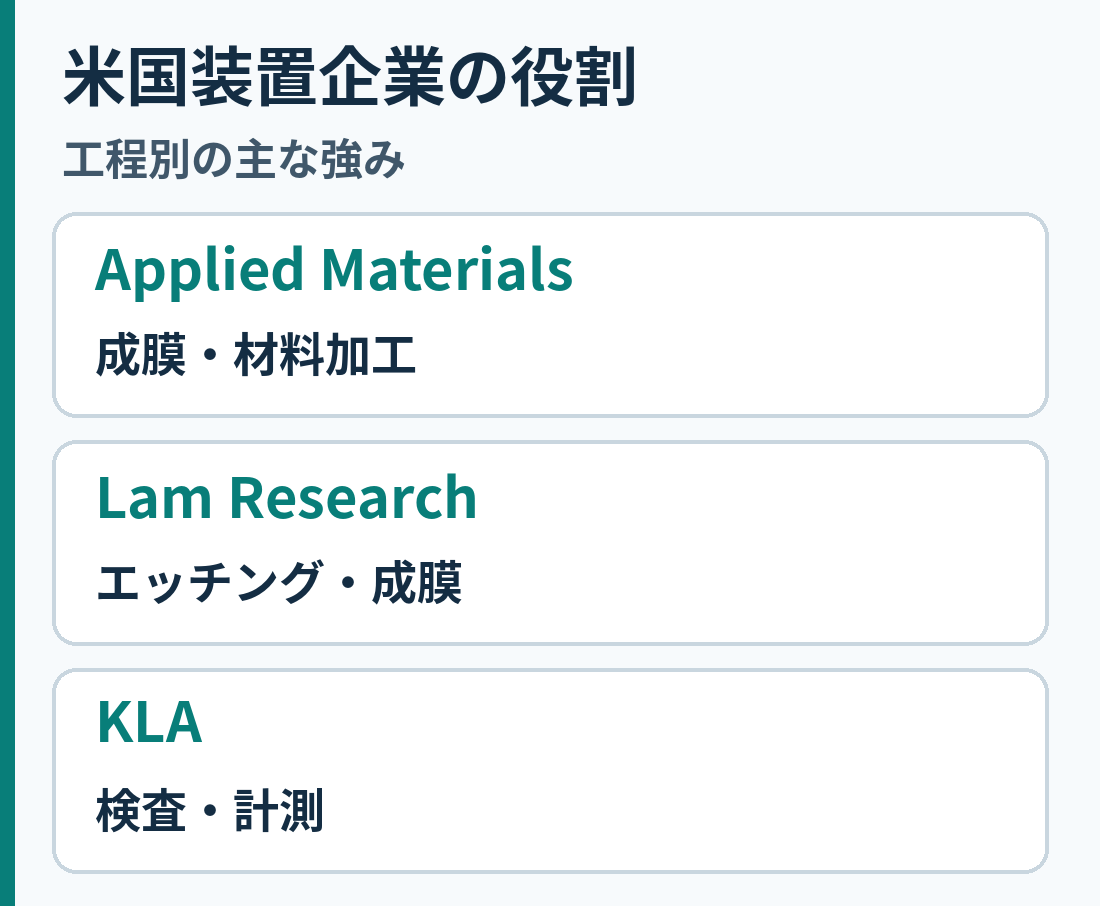 米国装置企業の役割
工程別の主な強み
Applied Materials
成膜・材料加工
Lam Research
エッチング・成膜
KLA
検査・計測